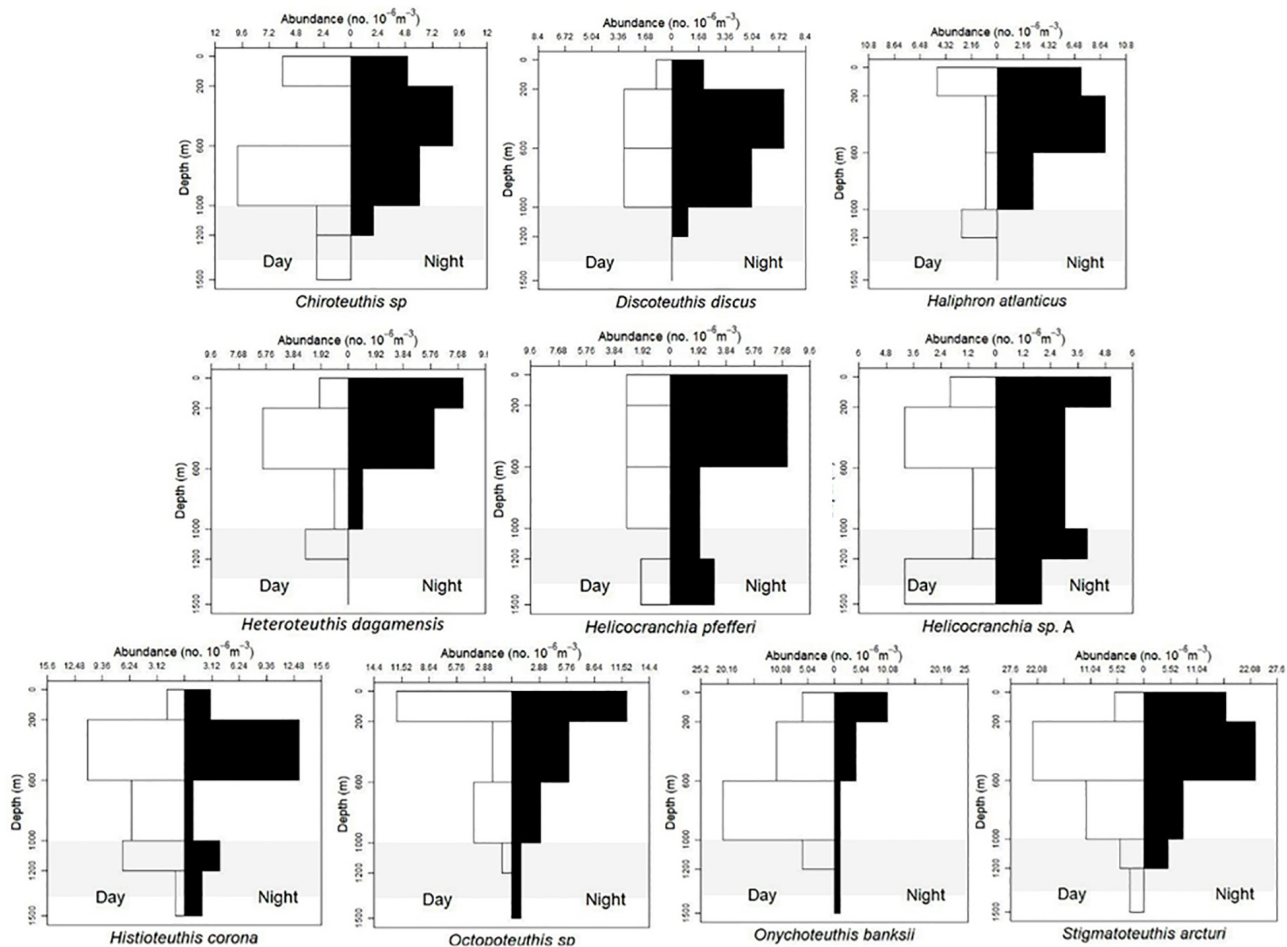 Abundance (no. 10⁻⁶m⁻³)
12 9.6 7.2 4.8 2.4 0 2.4 4.8 7.2 9.6 12
Depth (m)
0 200 600 1000 1200 1500
Day Night
Chiroteuthis sp
Abundance (no. 10⁻⁶m⁻³)
8.4 6.72 5.04 3.36 1.68 0 1.68 3.36 5.04 6.72 8.4
Depth (m)
0 200 600 1000 1200 1500
Day Night
Discoteuthis discus
Abundance (no. 10⁻⁶m⁻³)
10.8 8.64 6.48 4.32 2.16 0 2.16 4.32 6.48 8.64 10.8
Depth (m)
0 200 600 1000 1200 1500
Day Night
Haliphron atlanticus
Abundance (no. 10⁻⁶m⁻³)
9.6 7.68 5.76 3.84 1.92 0 1.92 3.84 5.76 7.68
Depth (m)
0 200 600 1000 1200 1500
Day Night
Heteroteuthis dagamensis
Abundance (no. 10⁻⁶m⁻³)
9.6 7.68 5.76 3.84 1.92 0 1.92 3.84 5.76 7.68 9.6
Depth (m)
0 200 600 1000 1200 1500
Day Night
Helicocranchia pfefferi
Abundance (no. 10⁻⁶m⁻³)
6 4.8 3.6 2.4 1.2 0 1.2 2.4 3.6 4.8 6
0 200 600 1000 1200 1500
Day Night
Helicocranchia sp. A
Abundance (no. 10⁻⁶m⁻³)
15.6 12.48 9.36 6.24 3.12 3.12 6.24 9.36 12.48 15.6
Depth (m)
0 200 600 1000 1200 1500
Day Night
Histioteuthis corona
Abundance (no. 10⁻⁶m⁻³)
14.4 11.52 8.64 5.76 2.88 2.88 5.76 8.64 11.52 14.4
Depth (m)
0 200 600 1000 1200 1500
Day Night
Octopoteuthis sp
Abundance (no. 10⁻⁶m⁻³)
25.2 20.16 10.08 5.04 0 5.04 10.08 20.16 25
Depth (m)
0 200 600 1000 1200 1500
Day Night
Onychoteuthis banksii
Abundance (no. 10⁻⁶m⁻³)
27.6 22.08 11.04 5.52 0 5.52 11.04 22.08 27.6
Depth (m)
0 200 600 1000 1200 1500
Day Night
Stigmatoteuthis arcturi